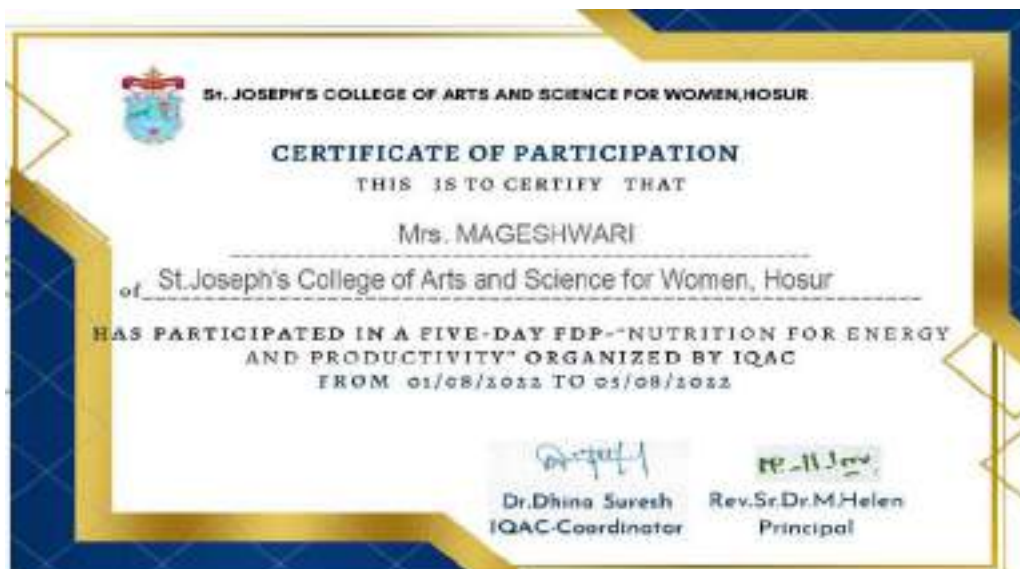 St. JOSEPH'S COLLEGE OF ARTS AND SCIENCE FOR WOMEN,HOSUR
CERTIFICATE OF PARTICIPATION
THIS IS TO CERTIFY THAT
Mrs. MAGESHWARI
of St.Joseph's College of Arts and Science for Women, Hosur
HAS PARTICIPATED IN A FIVE-DAY FDP-"NUTRITION FOR ENERGY
AND PRODUCTIVITY" ORGANIZED BY IQAC
FROM 01/08/2022 TO 05/08/2022
Dr.Dhina Suresh
IQAC-Coordinator
Rev.Sr.Dr.M.Helen
Principal